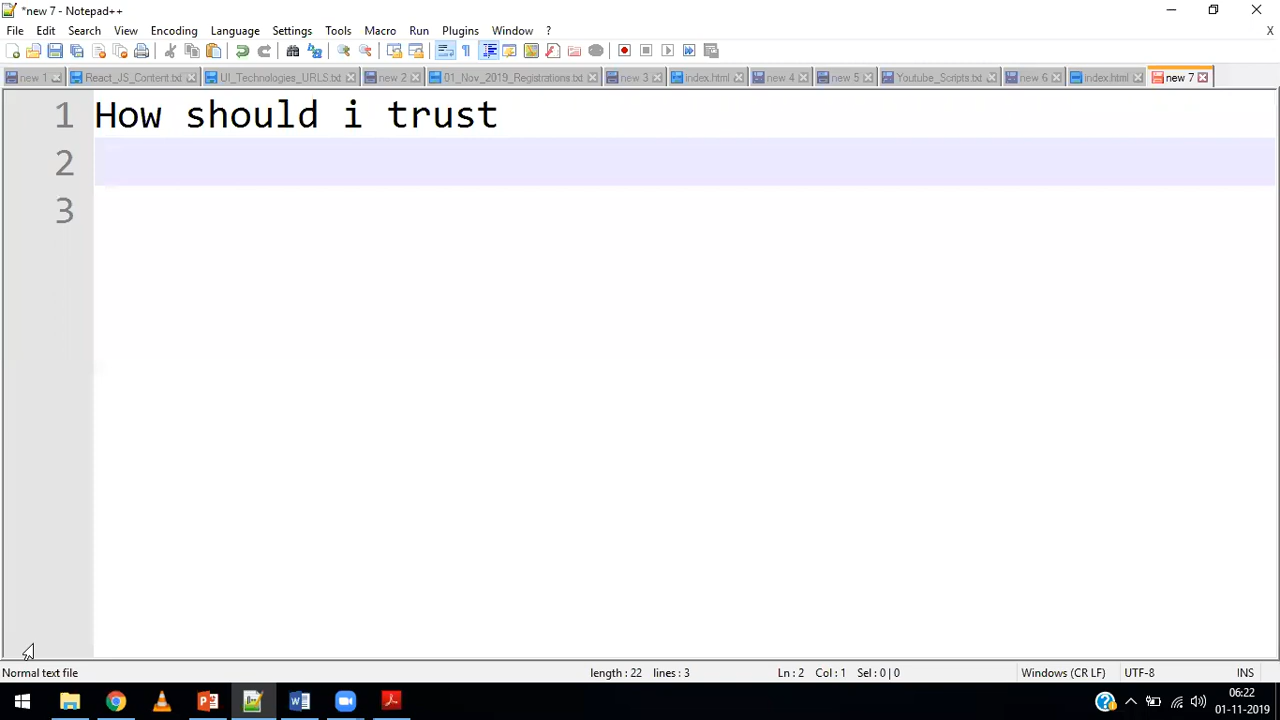 *new 7 - Notepad++
File Edit Search View Encoding Language Settings Tools Macro Run Plugins Window ? X
new 1 React_JS_Content.txt UI_Technologies_URLS.txt new 2 01_Nov_2019_Registrations.txt new 3 index.html new 4 new 5 Youtube_Scripts.txt new 6 index.html new 7
1 How should i trust
2
3
Normal text file length : 22 lines : 3 Ln : 2 Col : 1 Sel : 0 | 0 Windows (CR LF) UTF-8 INS
06:22
01-11-2019